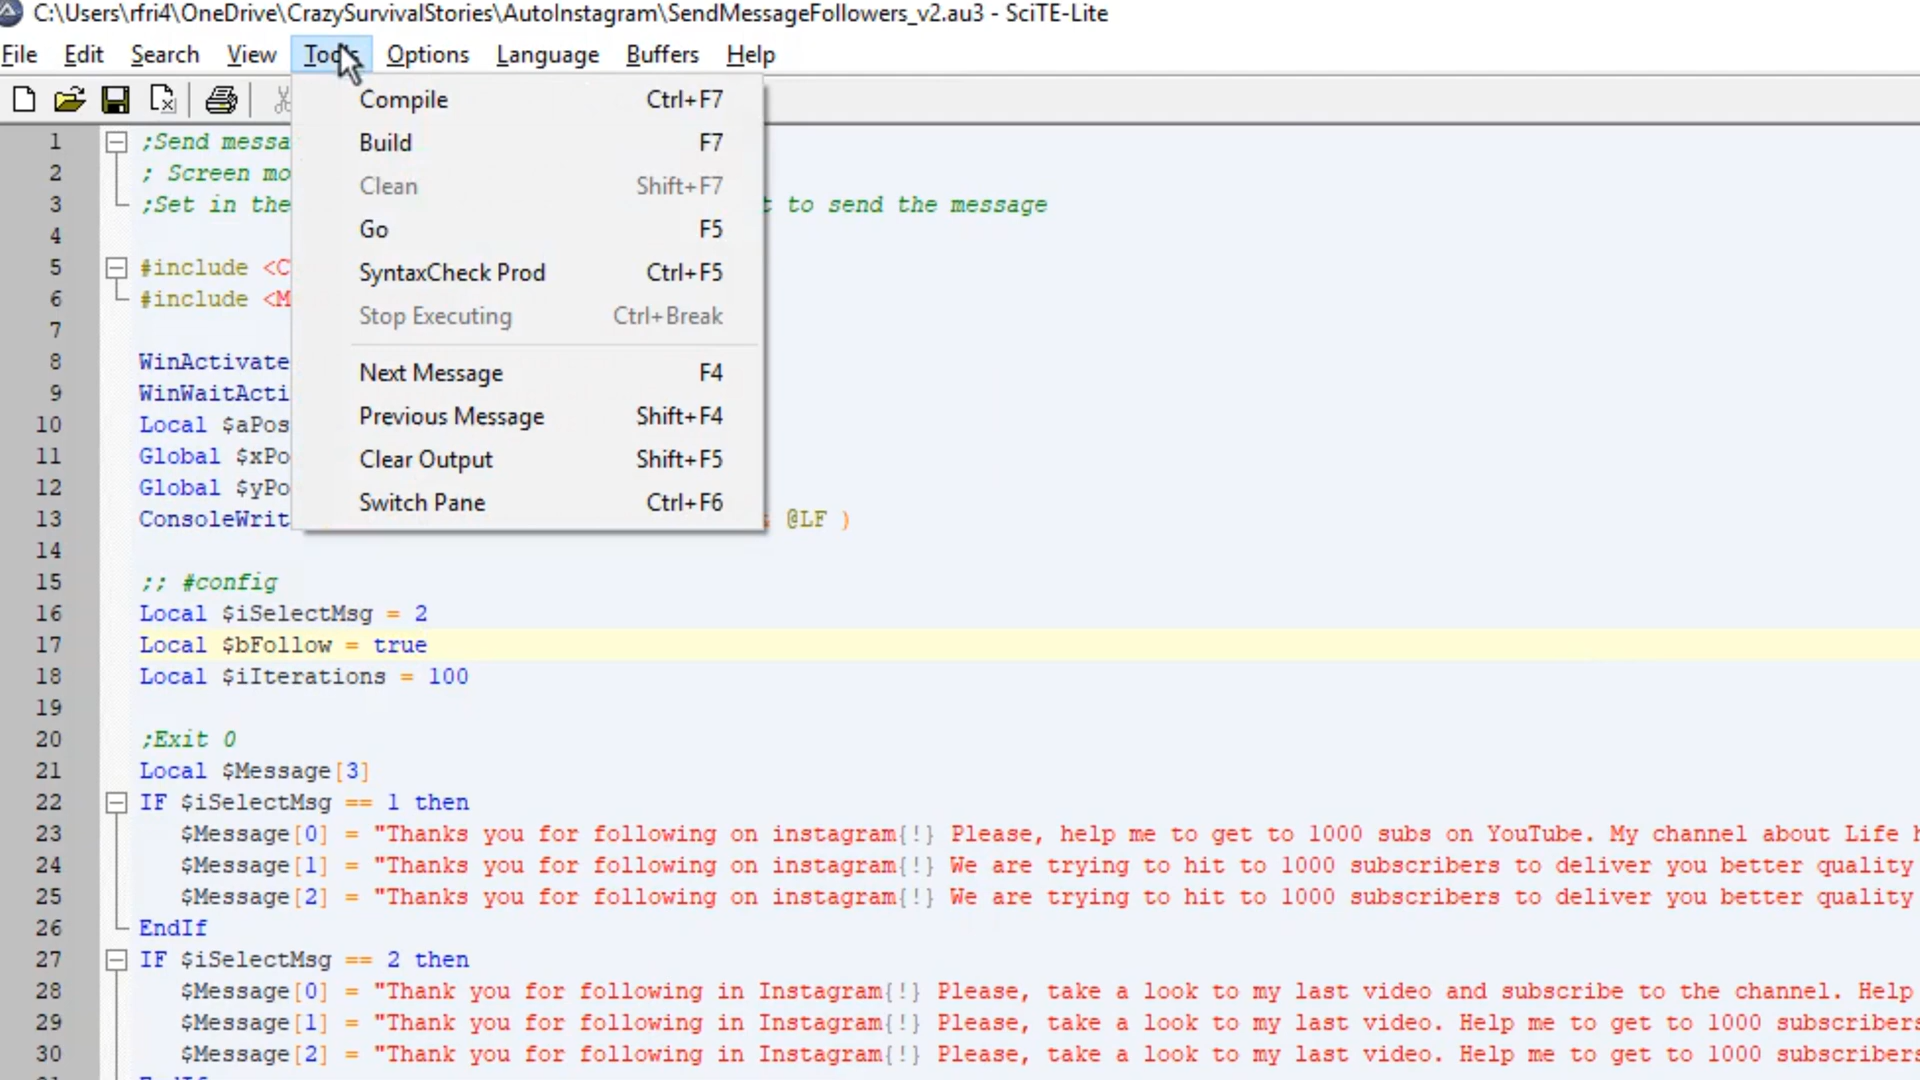 C:\Users\rfri4\OneDrive\CrazySurvivalStories\AutoInstagram\SendMessageFollowers_v2.au3 - SciTE-Lite
File Edit Search View Tools Options Language Buffers Help
Compile Ctrl+F7
Build F7
Clean Shift+F7
Go F5
SyntaxCheck Prod Ctrl+F5
Stop Executing Ctrl+Break
Next Message F4
Previous Message Shift+F4
Clear Output Shift+F5
Switch Pane Ctrl+F6
1 ;Send messa
2 ; Screen mo
3 ;Set in the t to send the message
4
5 #include <C
6 #include <M
7
8 WinActivate
9 WinWaitActi
10 Local $aPos
11 Global $xPo
12 Global $yPo
13 ConsoleWrit @LF )
14
15 ;; #config
16 Local $iSelectMsg = 2
17 Local $bFollow = true
18 Local $iIterations = 100
19
20 ;Exit 0
21 Local $Message[3]
22 IF $iSelectMsg == 1 then
23 $Message[0] = "Thanks you for following on instagram{!} Please, help me to get to 1000 subs on YouTube. My channel about Life h
24 $Message[1] = "Thanks you for following on instagram{!} We are trying to hit to 1000 subscribers to deliver you better quality
25 $Message[2] = "Thanks you for following on instagram{!} We are trying to hit to 1000 subscribers to deliver you better quality
26 EndIf
27 IF $iSelectMsg == 2 then
28 $Message[0] = "Thank you for following in Instagram{!} Please, take a look to my last video and subscribe to the channel. Help
29 $Message[1] = "Thank you for following in Instagram{!} Please, take a look to my last video. Help me to get to 1000 subscribers
30 $Message[2] = "Thank you for following in Instagram{!} Please, take a look to my last video. Help me to get to 1000 subscribers